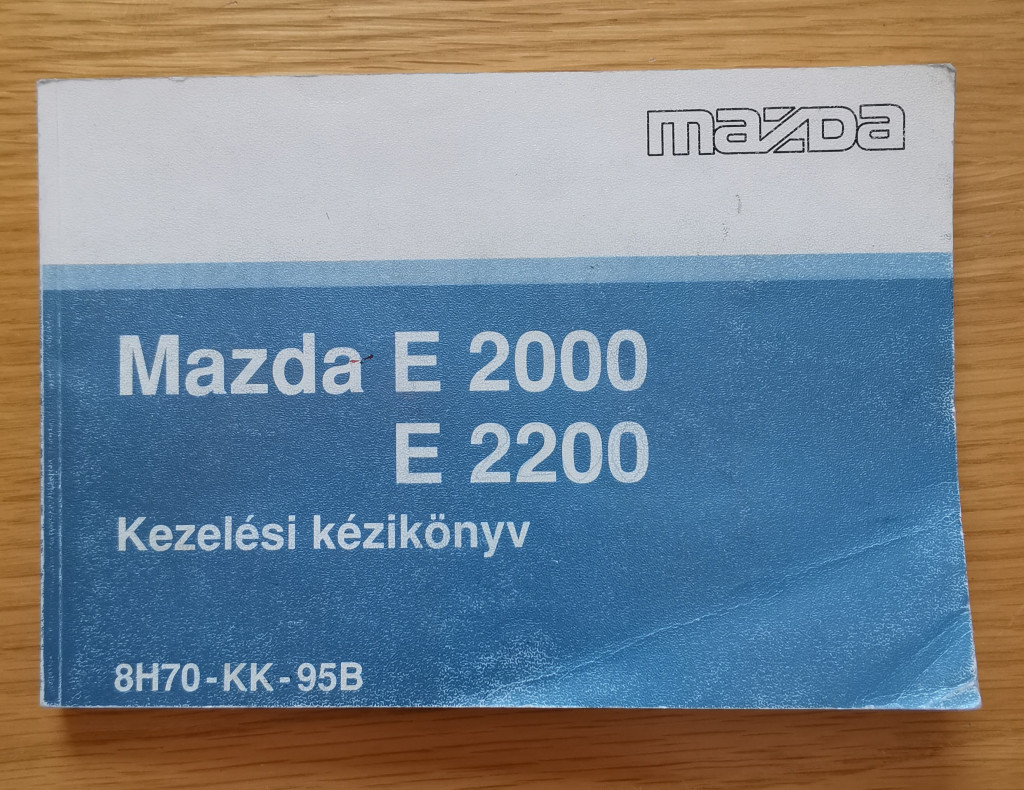 mazda
Mazda E 2000
E 2200
Kezelési kézikönyv
8H70-KK-95B